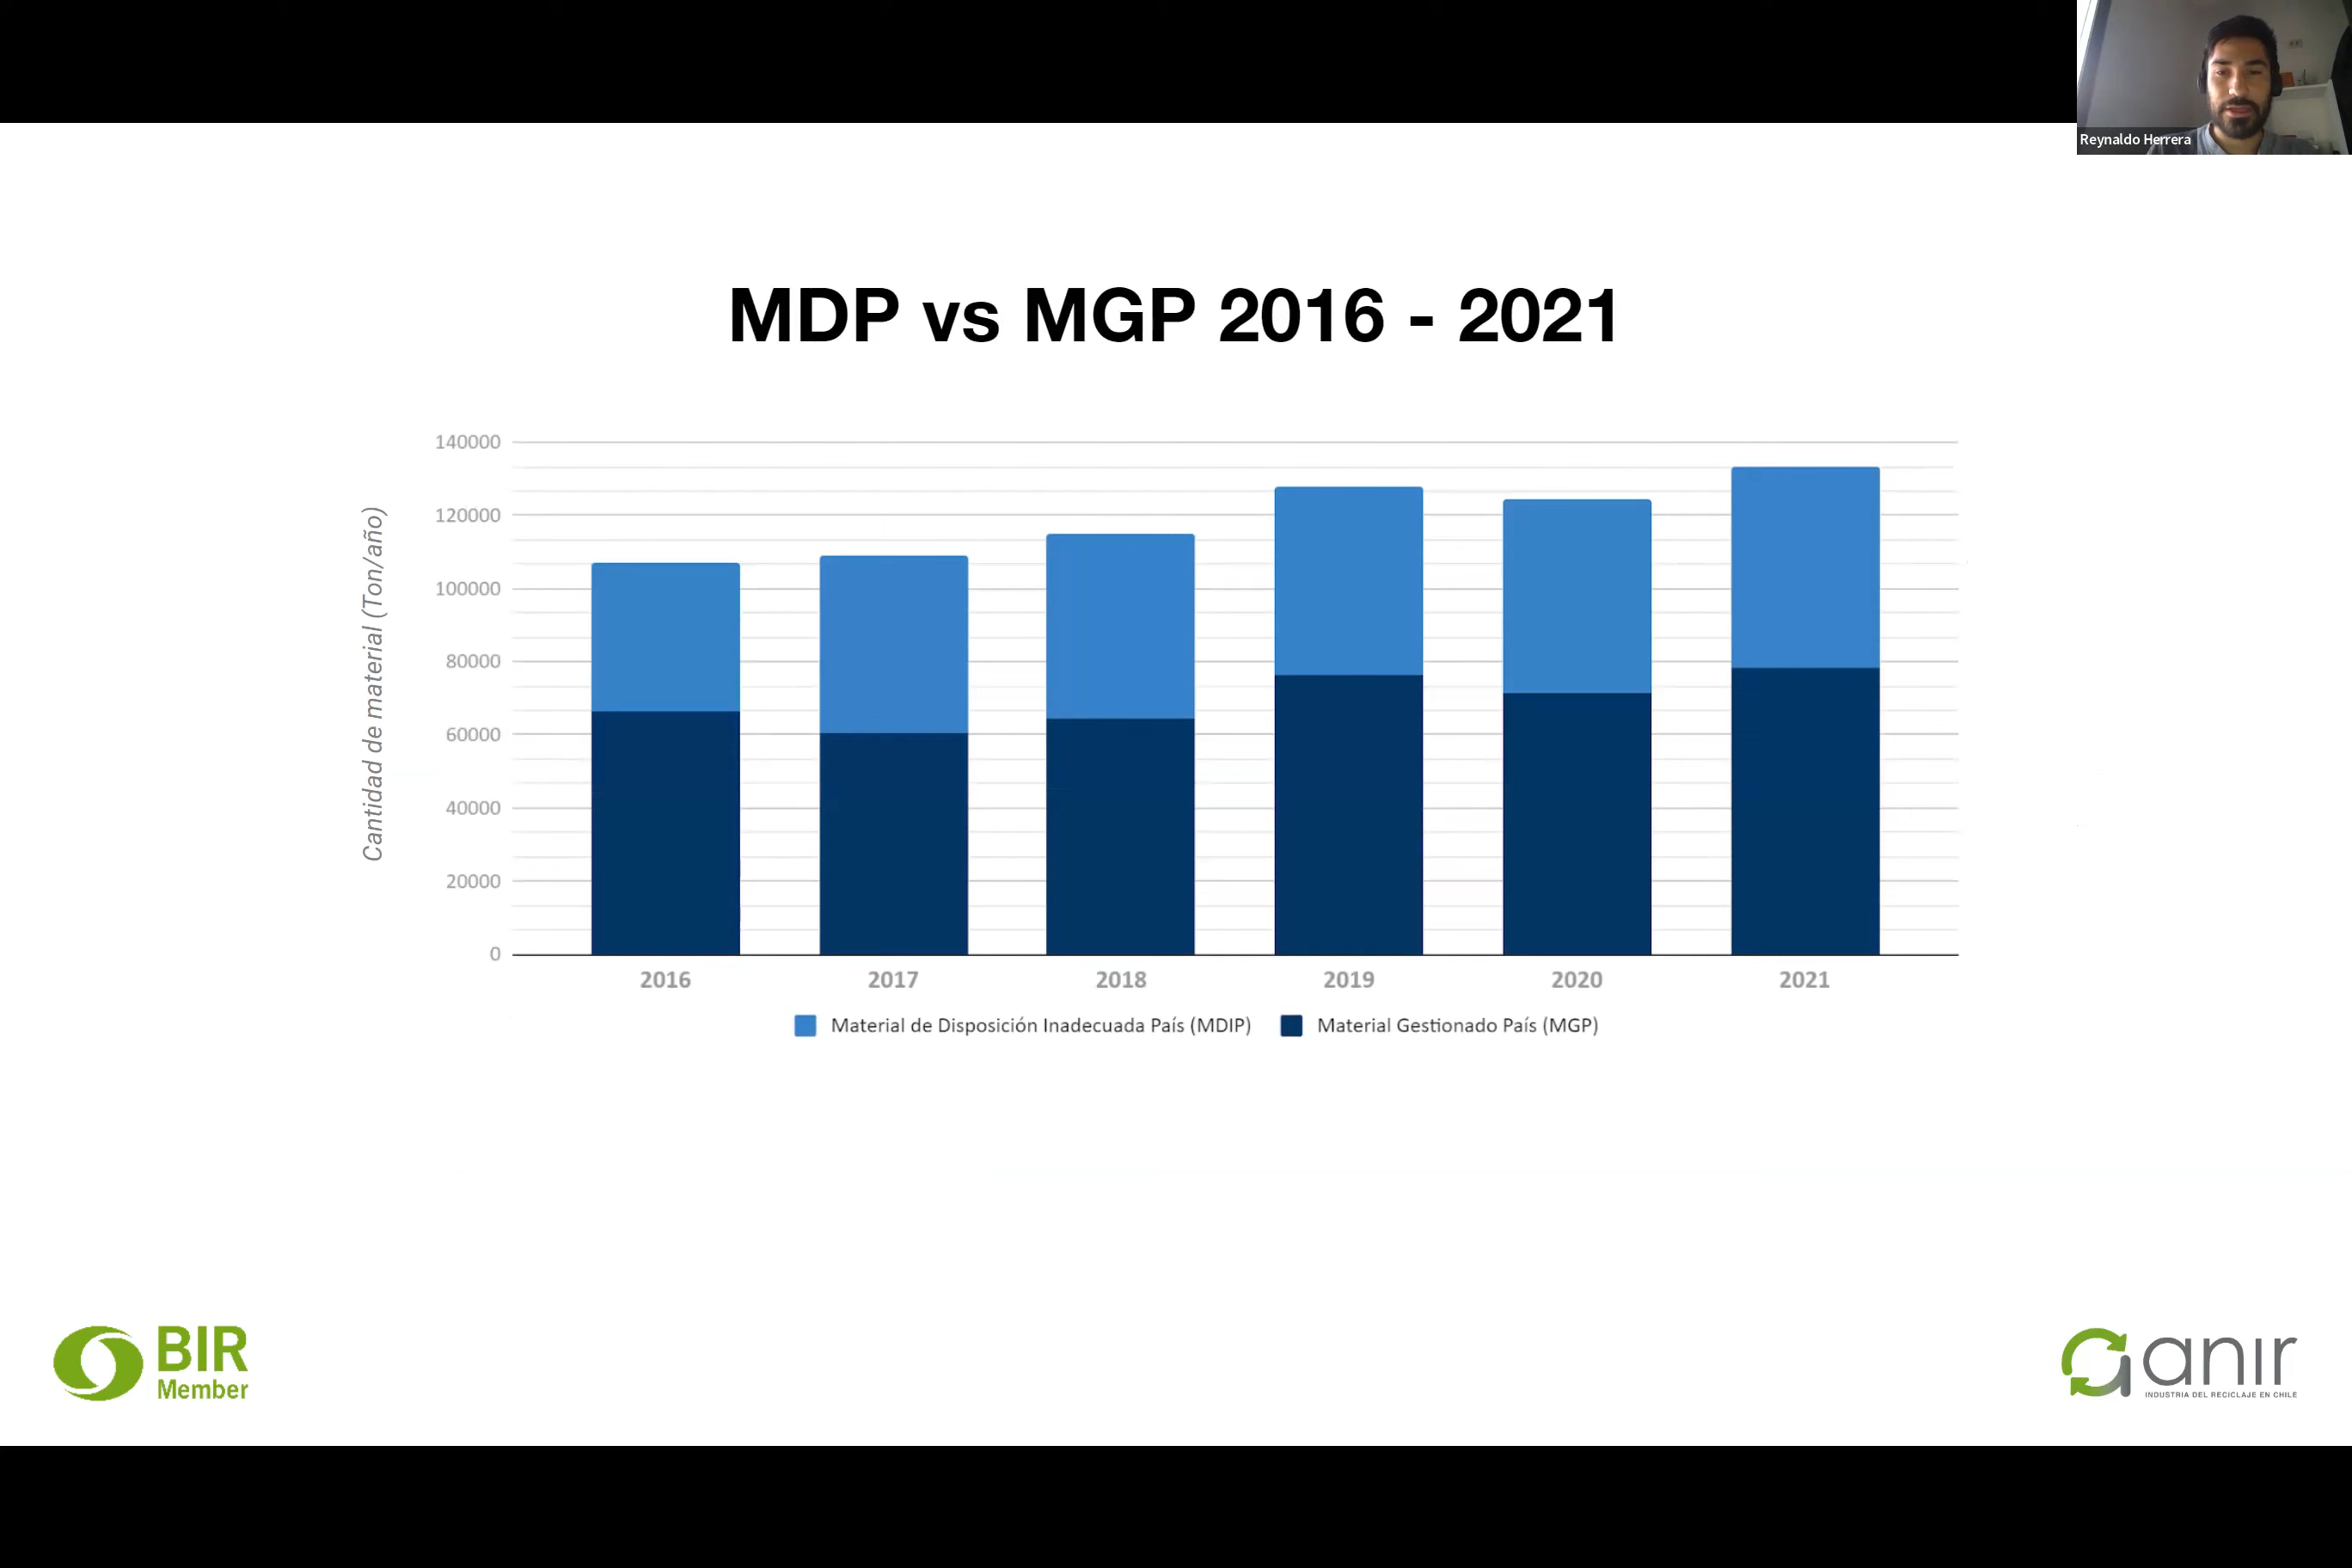 Reynaldo Herrera
MDP vs MGP 2016 - 2021
Cantidad de material (Ton/año)
140000
120000
100000
80000
60000
40000
20000
0
2016 2017 2018 2019 2020 2021
Material de Disposición Inadecuada País (MDIP) Material Gestionado País (MGP)
BIR
Member
anir
INDUSTRIA DEL RECICLAJE EN CHILE